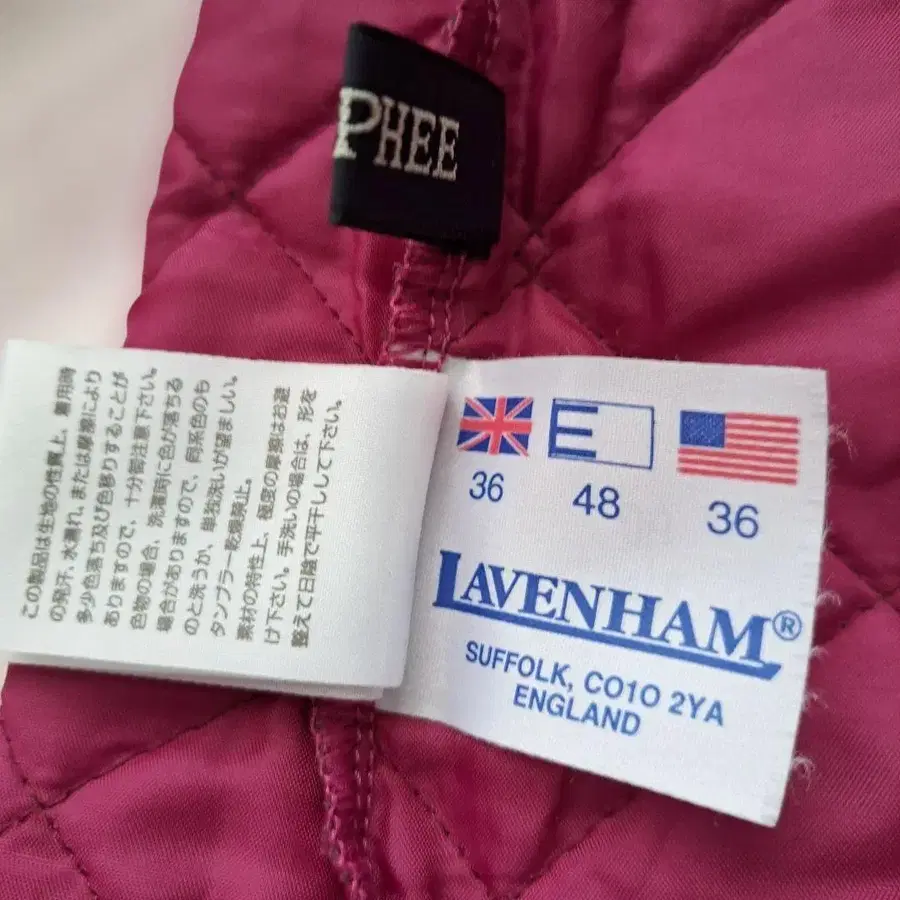 PHEE
この製品は生地の性質上、着用時
の発汗、水濡れ、または摩擦により
多少色落ち及び色移りすることが
ありますので、十分御注意下さい。
色物の場合、洗濯時に色が落ちる
場合がありますので、同系色のも
のと洗うか、単独洗いが望ましい。
タンブラー乾燥禁止。
素材の特性上、極度の摩擦はお避
け下さい。手洗いの場合は、形を
整えて日陰で平干しして下さい。
36 48 36
LAVENHAM®
SUFFOLK, CO10 2YA
ENGLAND